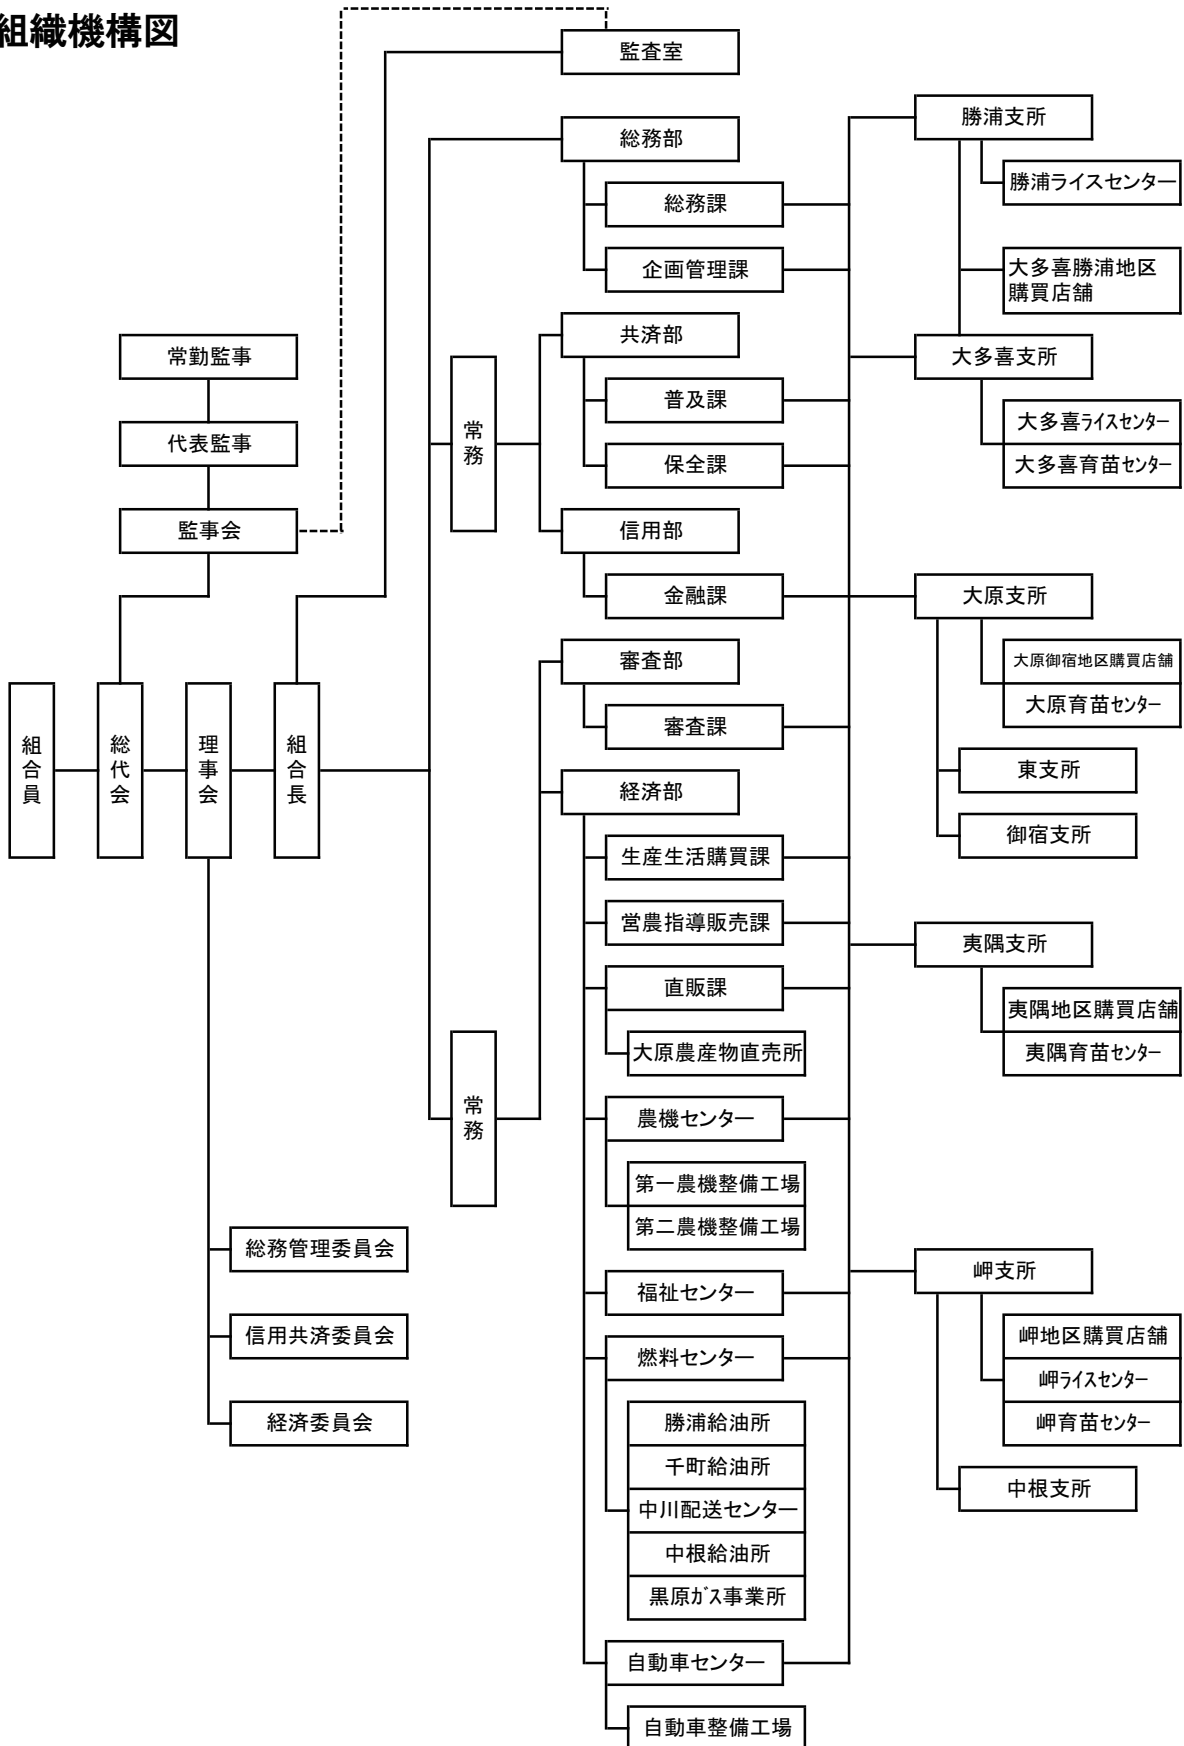 組織機構図
監査室
総務部
総務課
企画管理課
常勤監事
代表監事
監事会
組合員
総代会
理事会
組合長
総務管理委員会
信用共済委員会
経済委員会
常務
共済部
普及課
保全課
信用部
金融課
常務
審査部
審査課
経済部
生産生活購買課
営農指導販売課
直販課
大原農産物直売所
農機センター
第一農機整備工場
第二農機整備工場
福祉センター
燃料センター
勝浦給油所
千町給油所
中川配送センター
中根給油所
黒原ｶﾞｽ事業所
自動車センター
自動車整備工場
勝浦支所
勝浦ライスセンター
大多喜勝浦地区
購買店舗
大多喜支所
大多喜ﾗｲｽｾﾝﾀｰ
大多喜育苗ｾﾝﾀｰ
大原支所
大原御宿地区購買店舗
大原育苗ｾﾝﾀｰ
東支所
御宿支所
夷隅支所
夷隅地区購買店舗
夷隅育苗ｾﾝﾀｰ
岬支所
岬地区購買店舗
岬ﾗｲｽｾﾝﾀｰ
岬育苗ｾﾝﾀｰ
中根支所